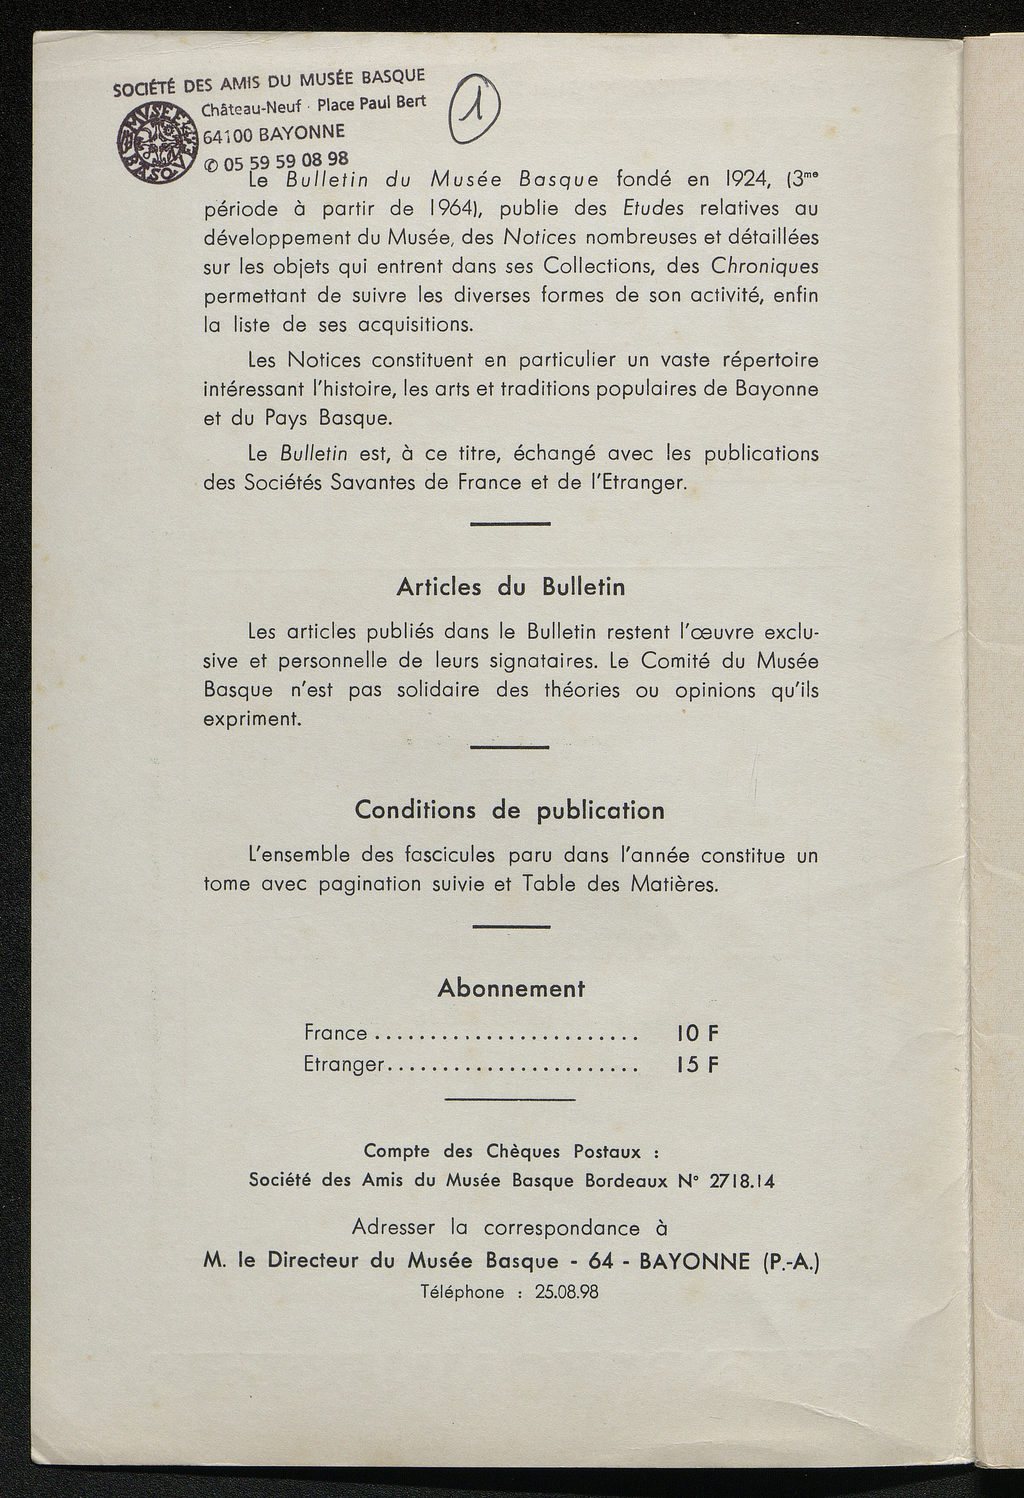 SOCIÉTÉ DES AMIS DU MUSÉE BASQUE
Château-Neuf · Place Paul Bert
64100 BAYONNE
✆ 05 59 59 08 98
MVSEE
BASQVE
1
Le Bulletin du Musée Basque fondé en 1924, (3me
période à partir de 1964), publie des Etudes relatives au
développement du Musée, des Notices nombreuses et détaillées
sur les objets qui entrent dans ses Collections, des Chroniques
permettant de suivre les diverses formes de son activité, enfin
la liste de ses acquisitions.
Les Notices constituent en particulier un vaste répertoire
intéressant l'histoire, les arts et traditions populaires de Bayonne
et du Pays Basque.
Le Bulletin est, à ce titre, échangé avec les publications
des Sociétés Savantes de France et de l'Etranger.
Articles du Bulletin
Les articles publiés dans le Bulletin restent l'œuvre exclu-
sive et personnelle de leurs signataires. Le Comité du Musée
Basque n'est pas solidaire des théories ou opinions qu'ils
expriment.
Conditions de publication
L'ensemble des fascicules paru dans l'année constitue un
tome avec pagination suivie et Table des Matières.
Abonnement
France ........................ 10 F
Etranger....................... 15 F
Compte des Chèques Postaux :
Société des Amis du Musée Basque Bordeaux N° 2718.14
Adresser la correspondance à
M. le Directeur du Musée Basque - 64 - BAYONNE (P.-A.)
Téléphone : 25.08.98